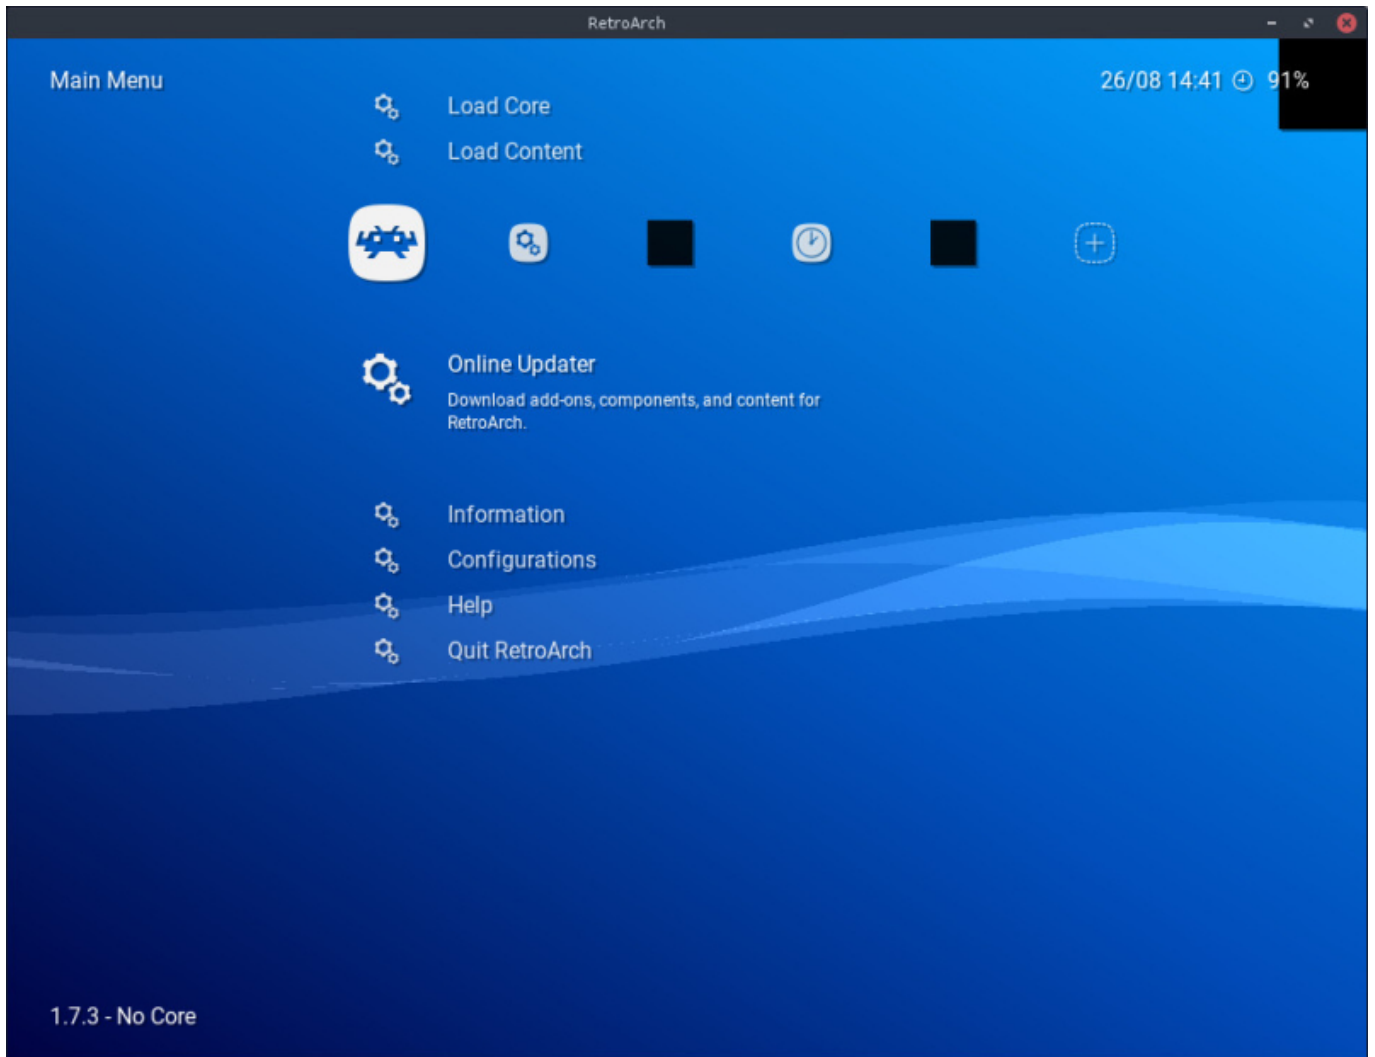 RetroArch
Main Menu
26/08 14:41 91%
Load Core
Load Content
Online Updater
Download add-ons, components, and content for
RetroArch.
Information
Configurations
Help
Quit RetroArch
1.7.3 - No Core